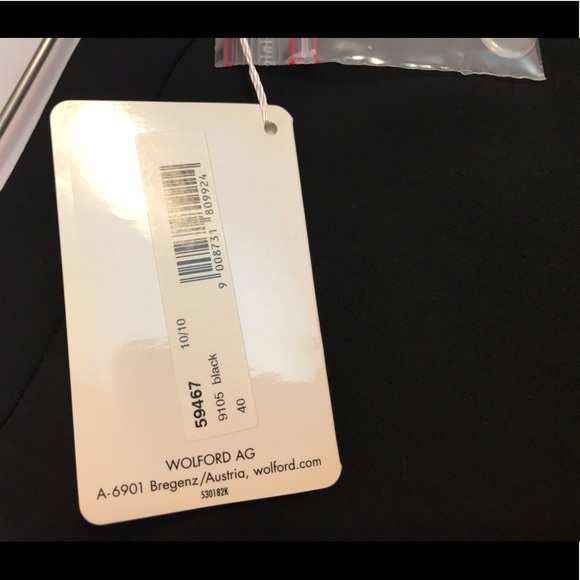 9 008731 809924
10/10
59467
9105 black
40
WOLFORD AG
A-6901 Bregenz/Austria, wolford.com
530182K